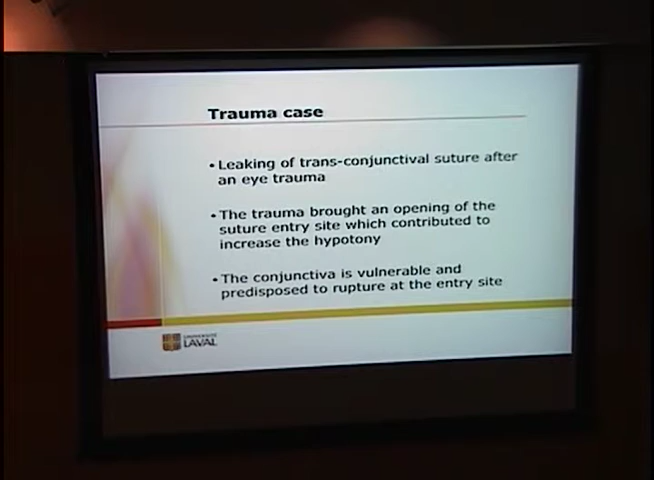 Trauma case
• Leaking of trans-conjunctival suture after
an eye trauma
• The trauma brought an opening of the
suture entry site which contributed to
increase the hypotony
• The conjunctiva is vulnerable and
predisposed to rupture at the entry site
UNIVERSITÉ
LAVAL